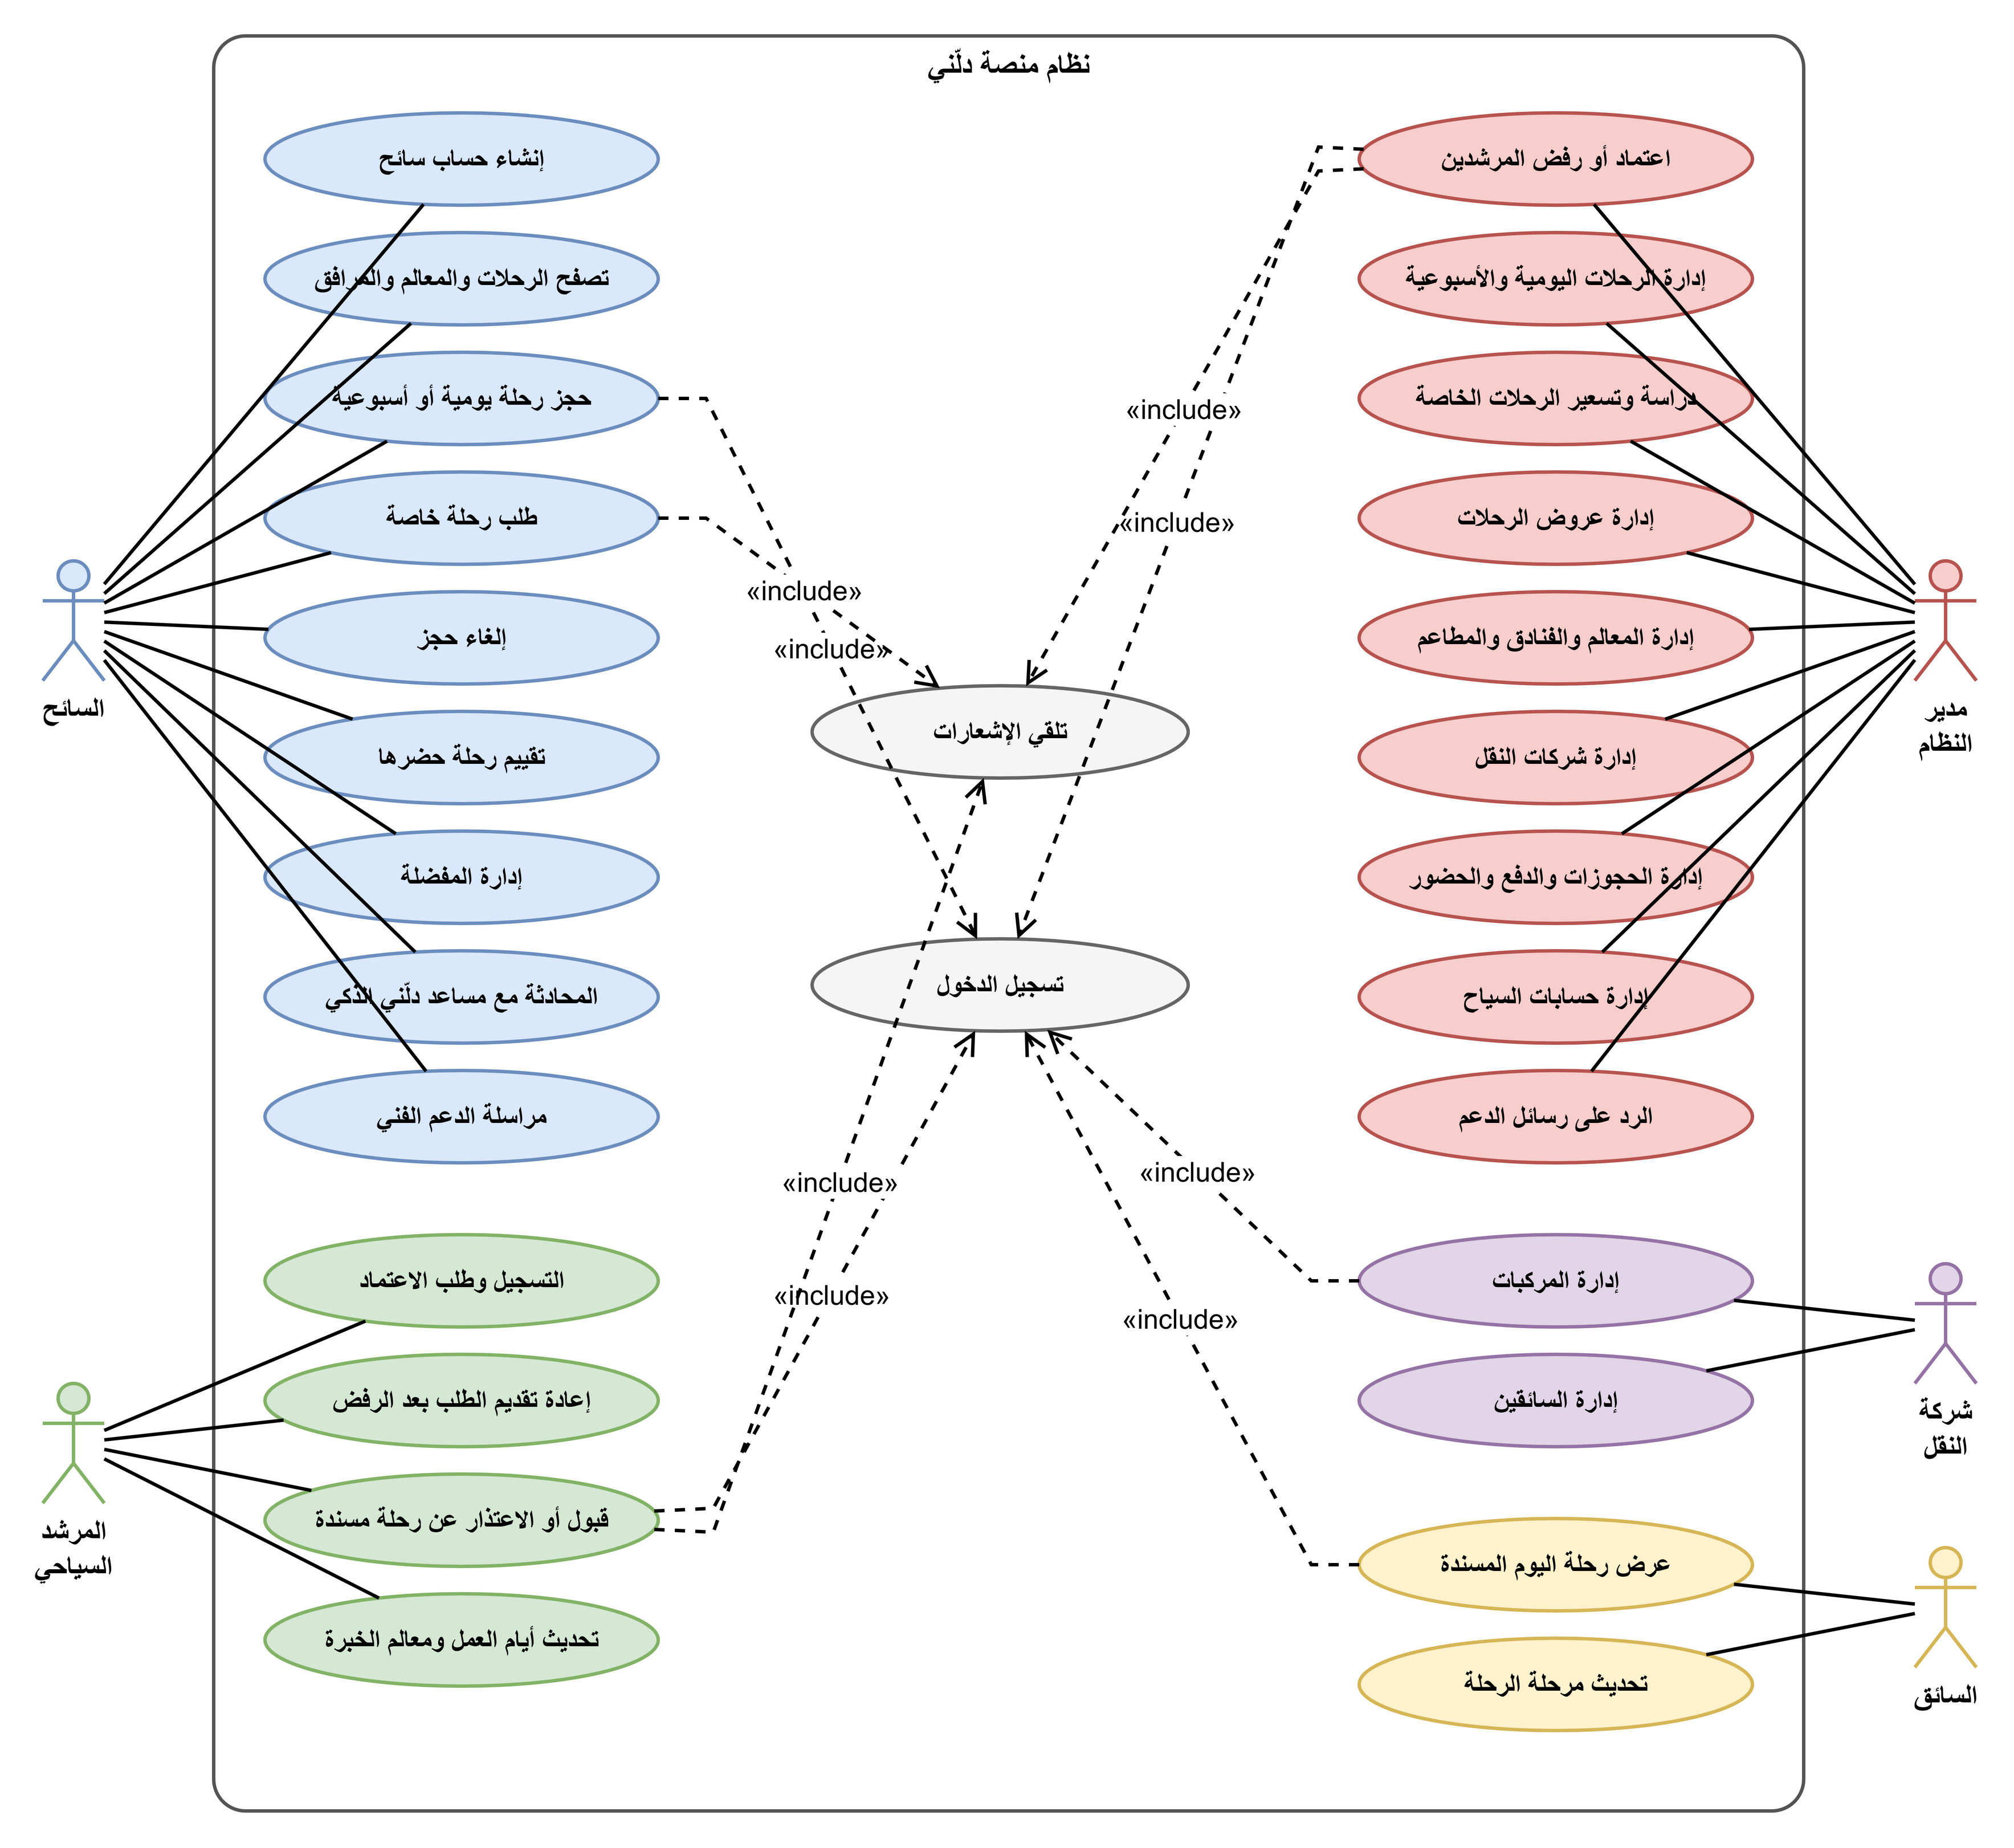 نظام منصة دلّني
إنشاء حساب سائح
تصفح الرحلات والمعالم والمرافق
حجز رحلة يومية أو أسبوعية
طلب رحلة خاصة
إلغاء حجز
تقييم رحلة حضرها
إدارة المفضلة
المحادثة مع مساعد دلّني الذكي
مراسلة الدعم الفني
السائح
التسجيل وطلب الاعتماد
إعادة تقديم الطلب بعد الرفض
قبول أو الاعتذار عن رحلة مسندة
تحديث أيام العمل ومعالم الخبرة
المرشد
السياحي
«include»
«include»
«include»
«include»
تلقي الإشعارات
تسجيل الدخول
«include»
«include»
«include»
«include»
اعتماد أو رفض المرشدين
إدارة الرحلات اليومية والأسبوعية
دراسة وتسعير الرحلات الخاصة
إدارة عروض الرحلات
إدارة المعالم والفنادق والمطاعم
إدارة شركات النقل
إدارة الحجوزات والدفع والحضور
إدارة حسابات السياح
الرد على رسائل الدعم
مدير
النظام
إدارة المركبات
إدارة السائقين
شركة
النقل
عرض رحلة اليوم المسندة
تحديث مرحلة الرحلة
السائق